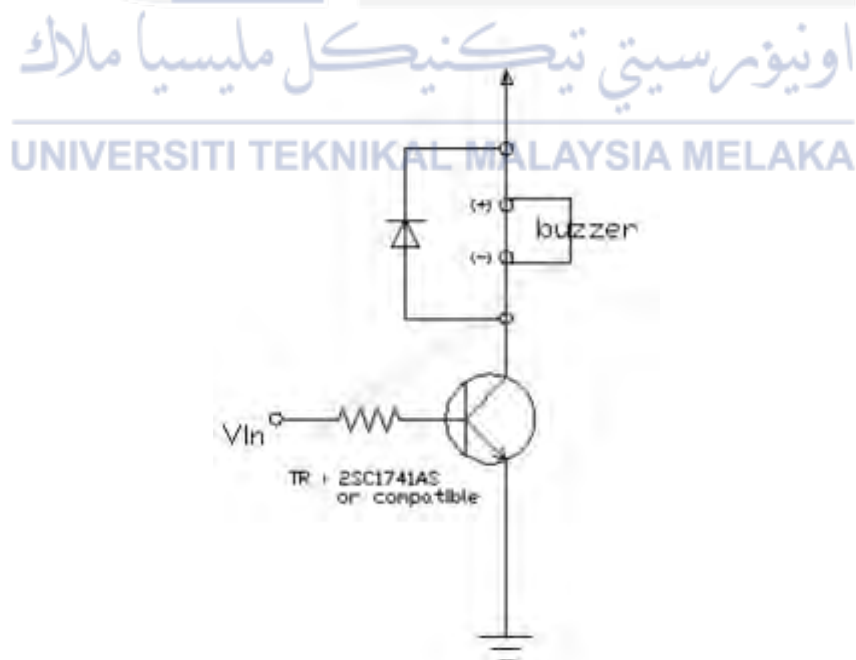 اونيۏرسيتي تيكنيكل مليسيا ملاك
UNIVERSITI TEKNIKAL MALAYSIA MELAKA
(+)
buzzer
(-)
VIn
TR : 2SC1741AS
or compatible